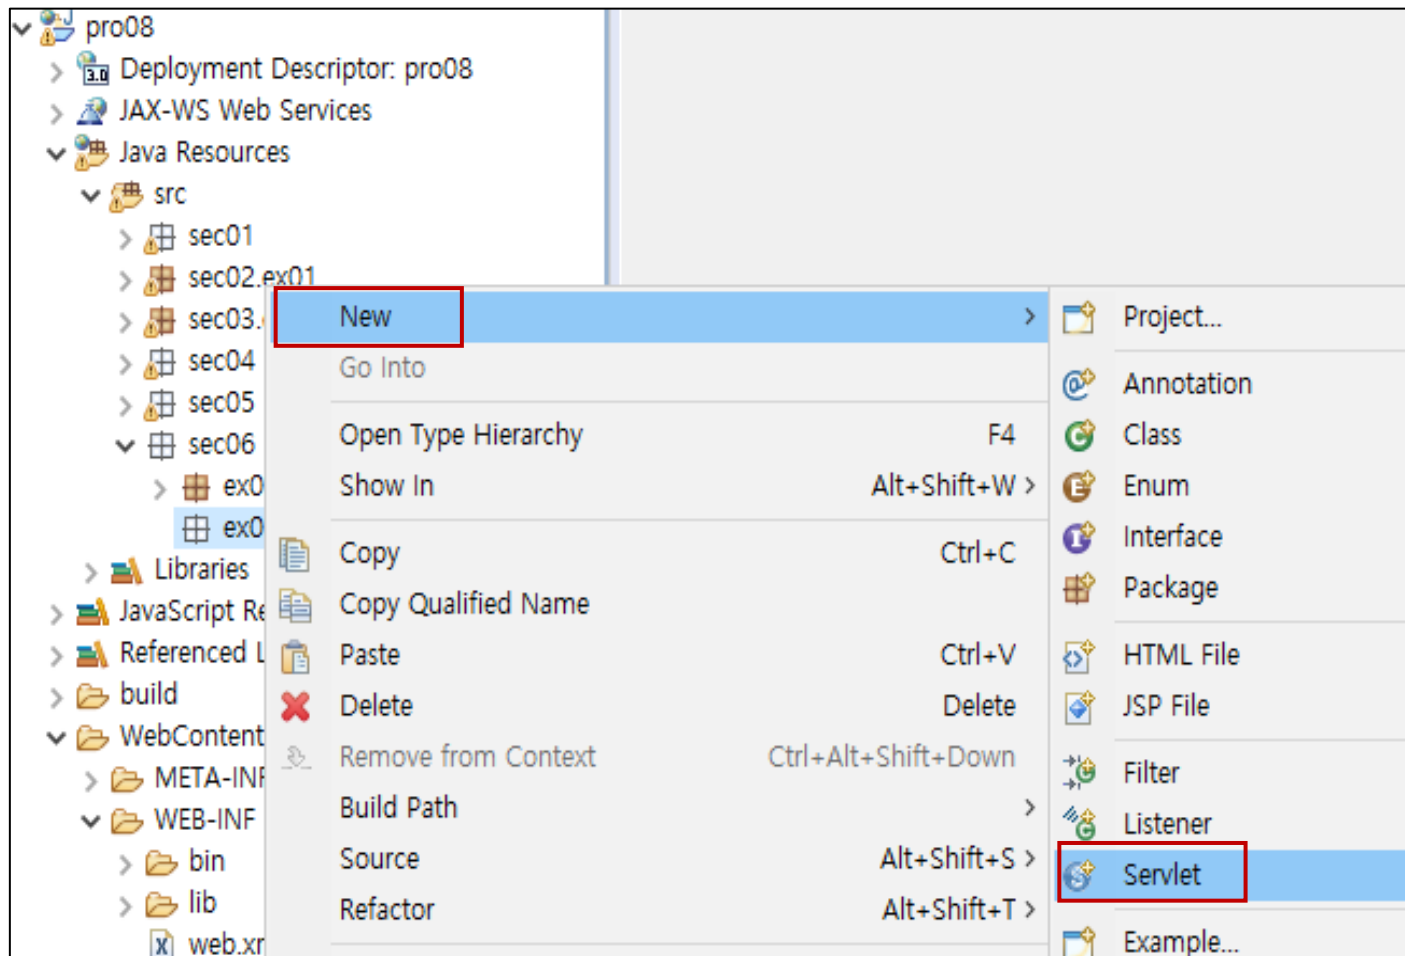 pro08
3.0 Deployment Descriptor: pro08
JAX-WS Web Services
Java Resources
src
sec01
sec02.ex01
sec03.
sec04
sec05
sec06
ex0
ex0
Libraries
JavaScript Re
Referenced L
build
WebContent
META-INF
WEB-INF
bin
lib
web.xr
New
Go Into
Open Type Hierarchy F4
Show In Alt+Shift+W >
Copy Ctrl+C
Copy Qualified Name
Paste Ctrl+V
Delete Delete
Remove from Context Ctrl+Alt+Shift+Down
Build Path >
Source Alt+Shift+S >
Refactor Alt+Shift+T >
Project...
Annotation
Class
Enum
Interface
Package
HTML File
JSP File
Filter
Listener
Servlet
Example...